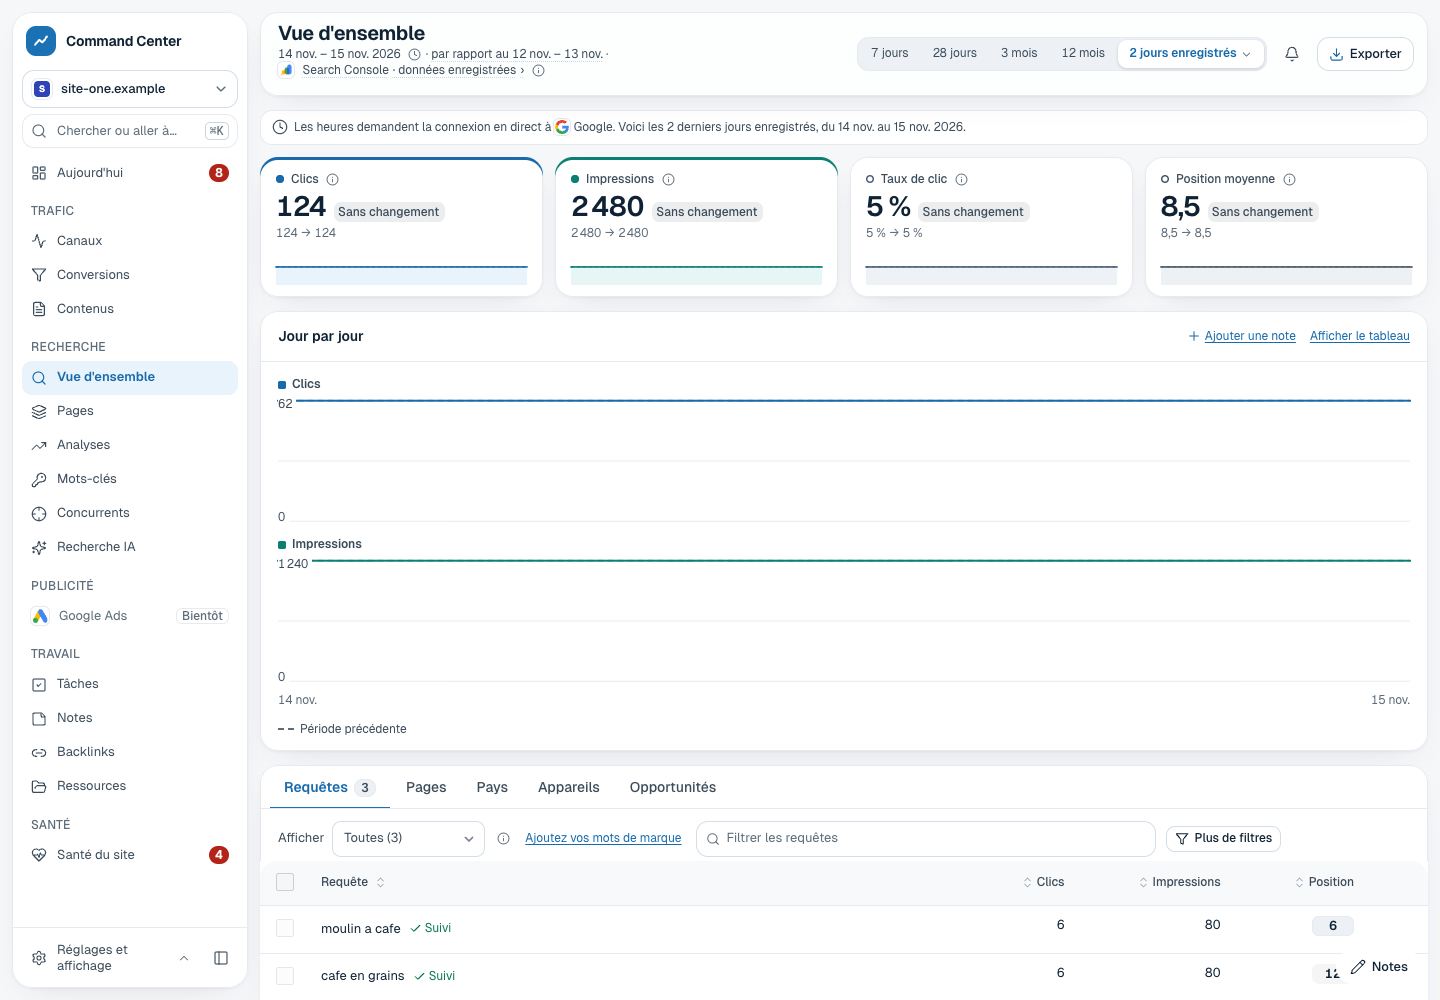 Command Center
S site-one.example
Chercher ou aller à... ⌘K
Aujourd'hui 8
TRAFIC
Canaux
Conversions
Contenus
RECHERCHE
Vue d'ensemble
Pages
Analyses
Mots-clés
Concurrents
Recherche IA
PUBLICITÉ
Google Ads Bientôt
TRAVAIL
Tâches
Notes
Backlinks
Ressources
SANTÉ
Santé du site 4
Réglages et
affichage
Vue d'ensemble
14 nov. – 15 nov. 2026 · par rapport au 12 nov. – 13 nov. ·
Search Console · données enregistrées ›
7 jours 28 jours 3 mois 12 mois 2 jours enregistrés
Exporter
Les heures demandent la connexion en direct à Google. Voici les 2 derniers jours enregistrés, du 14 nov. au 15 nov. 2026.
Clics
124 Sans changement
124 → 124
Impressions
2 480 Sans changement
2 480 → 2 480
Taux de clic
5 % Sans changement
5 % → 5 %
Position moyenne
8,5 Sans changement
8,5 → 8,5
Jour par jour
Ajouter une note Afficher le tableau
Clics
62
0
Impressions
1 240
0
14 nov. 15 nov.
Période précédente
Requêtes 3 Pages Pays Appareils Opportunités
Afficher Toutes (3) Ajoutez vos mots de marque Filtrer les requêtes Plus de filtres
Requête Clics Impressions Position
moulin a cafe Suivi 6 80 6
cafe en grains Suivi 6 80
Notes